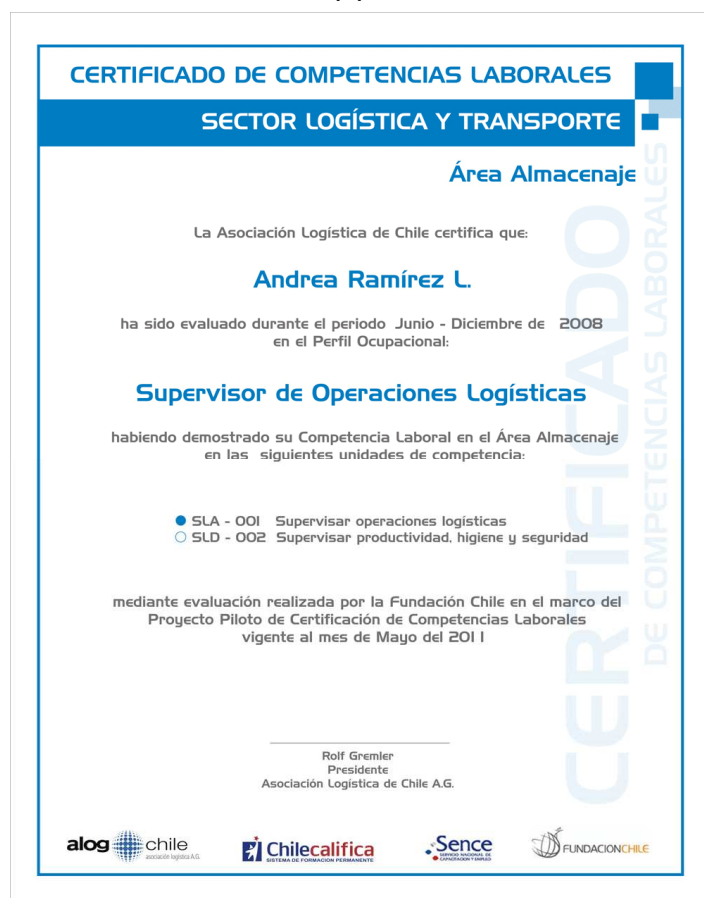 CERTIFICADO DE COMPETENCIAS LABORALES
SECTOR LOGÍSTICA Y TRANSPORTE
Área Almacenaje
La Asociación Logística de Chile certifica que:
Andrea Ramírez L.
ha sido evaluado durante el periodo Junio - Diciembre de 2008
en el Perfil Ocupacional:
Supervisor de Operaciones Logísticas
habiendo demostrado su Competencia Laboral en el Área Almacenaje
en las siguientes unidades de competencia:
● SLA - 001 Supervisar operaciones logísticas
○ SLD - 002 Supervisar productividad, higiene y seguridad
mediante evaluación realizada por la Fundación Chile en el marco del
Proyecto Piloto de Certificación de Competencias Laborales
vigente al mes de Mayo del 2011
Rolf Gremler
Presidente
Asociación Logística de Chile A.G.
CERTIFICADO
DE COMPETENCIAS LABORALES
alog chile
asociación logística A.G.
Chilecalifica
SISTEMA DE FORMACIÓN PERMANENTE
Sence
SERVICIO NACIONAL DE
CAPACITACIÓN Y EMPLEO
FUNDACIONCHILE